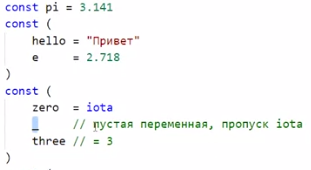 const pi = 3.141
const (
    hello = "Привет"
    e     = 2.718
)
const (
    zero  = iota
    _     // пустая переменная, пропуск iota
    three // = 3
)